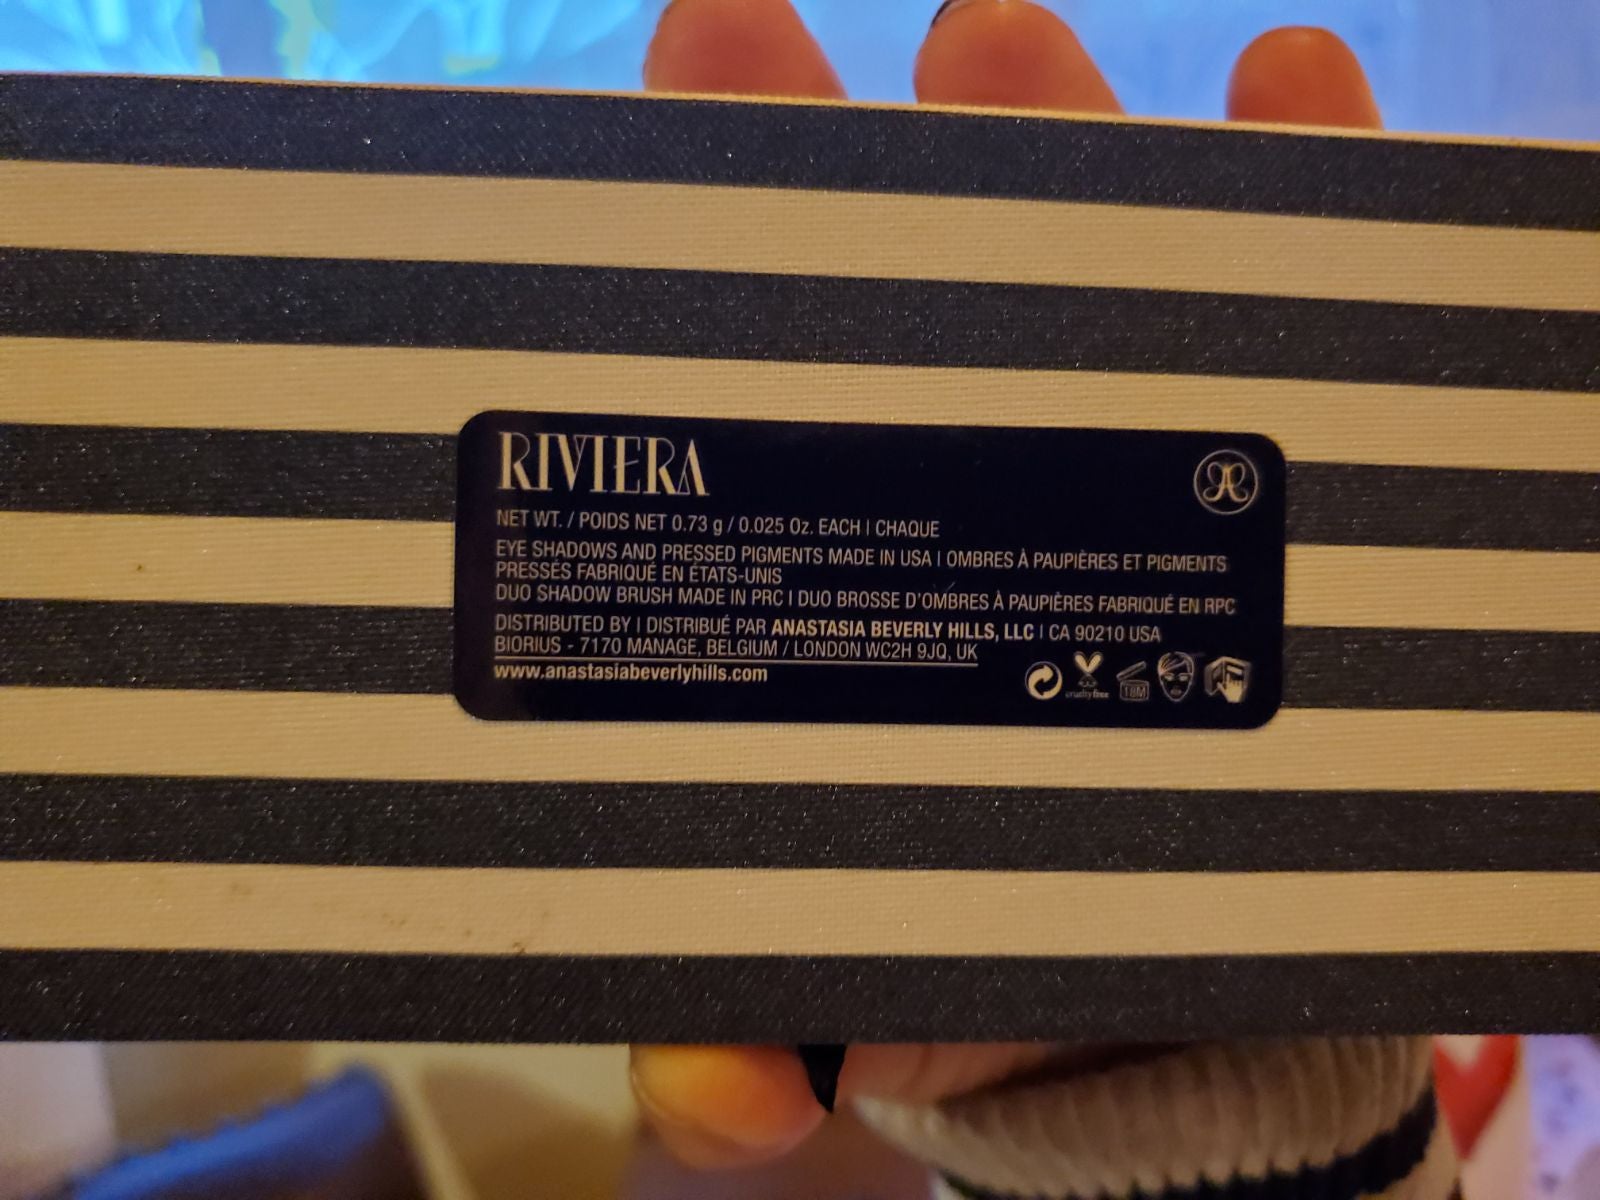 RIVIERA
NET WT. / POIDS NET 0.73 g / 0.025 Oz. EACH | CHAQUE
EYE SHADOWS AND PRESSED PIGMENTS MADE IN USA | OMBRES À PAUPIÈRES ET PIGMENTS
PRESSÉS FABRIQUÉ EN ÉTATS-UNIS
DUO SHADOW BRUSH MADE IN PRC | DUO BROSSE D'OMBRES À PAUPIÈRES FABRIQUÉ EN RPC
DISTRIBUTED BY | DISTRIBUÉ PAR ANASTASIA BEVERLY HILLS, LLC | CA 90210 USA
BIORIUS - 7170 MANAGE, BELGIUM / LONDON WC2H 9JQ, UK
www.anastasiabeverlyhills.com
cruelty free
18M